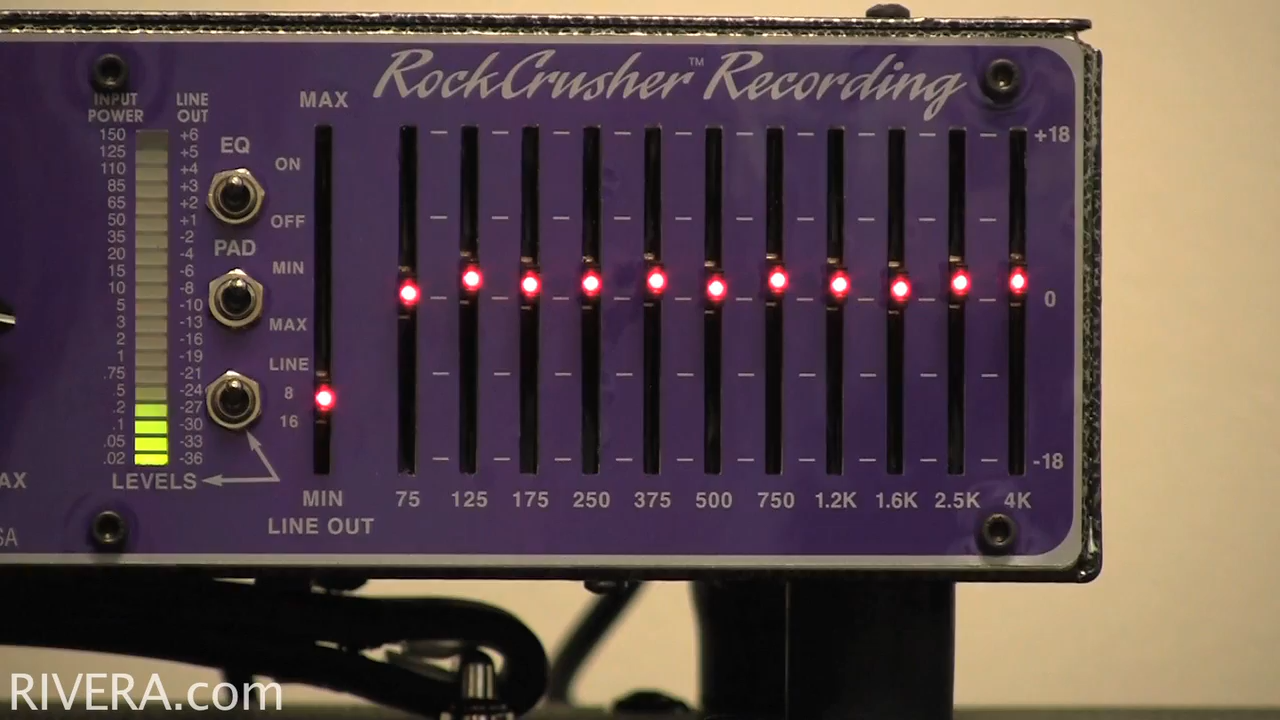 RockCrusher™ Recording
INPUT POWER
LINE OUT
150 +6
125 +5
110 +4
85 +3
65 +2
50 +1
35 -2
20 -4
15 -6
10 -8
5 -10
3 -13
2 -16
1 -19
.75 -21
.5 -24
.2 -27
.1 -30
.05 -33
.02 -36
LEVELS
EQ
ON
OFF
PAD
MIN
MAX
LINE
8
16
MAX
MIN
LINE OUT
+18
0
-18
75 125 175 250 375 500 750 1.2K 1.6K 2.5K 4K
AX
SA
RIVERA.com